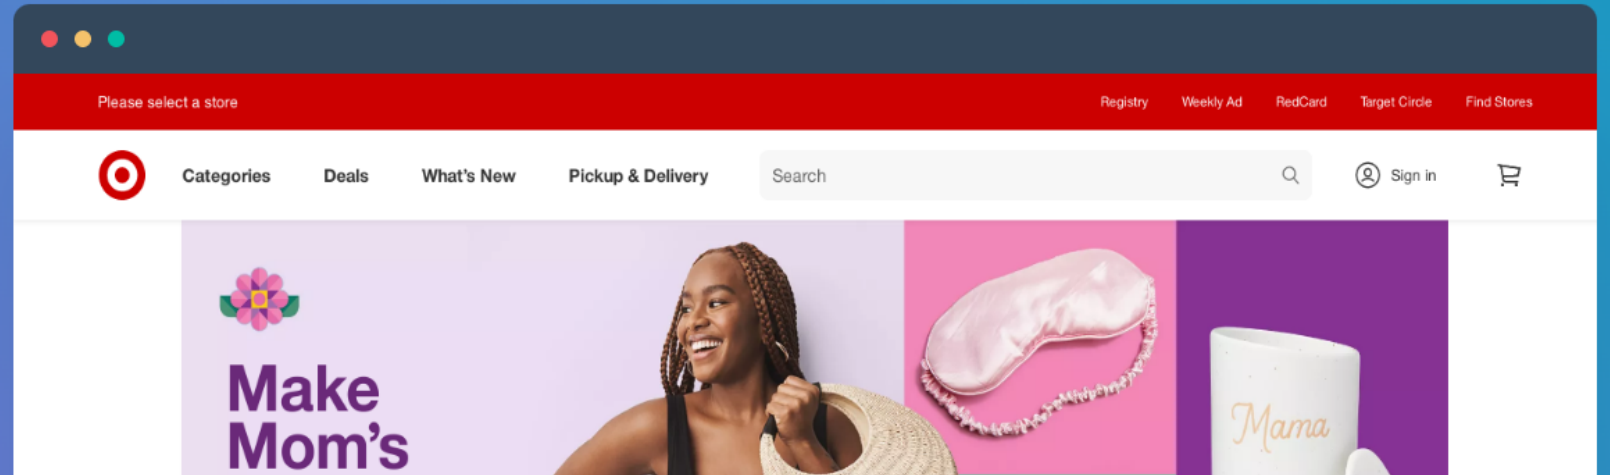 Please select a store
Registry Weekly Ad RedCard Target Circle Find Stores
Categories Deals What's New Pickup & Delivery Search Sign in
Make
Mom's
Mama